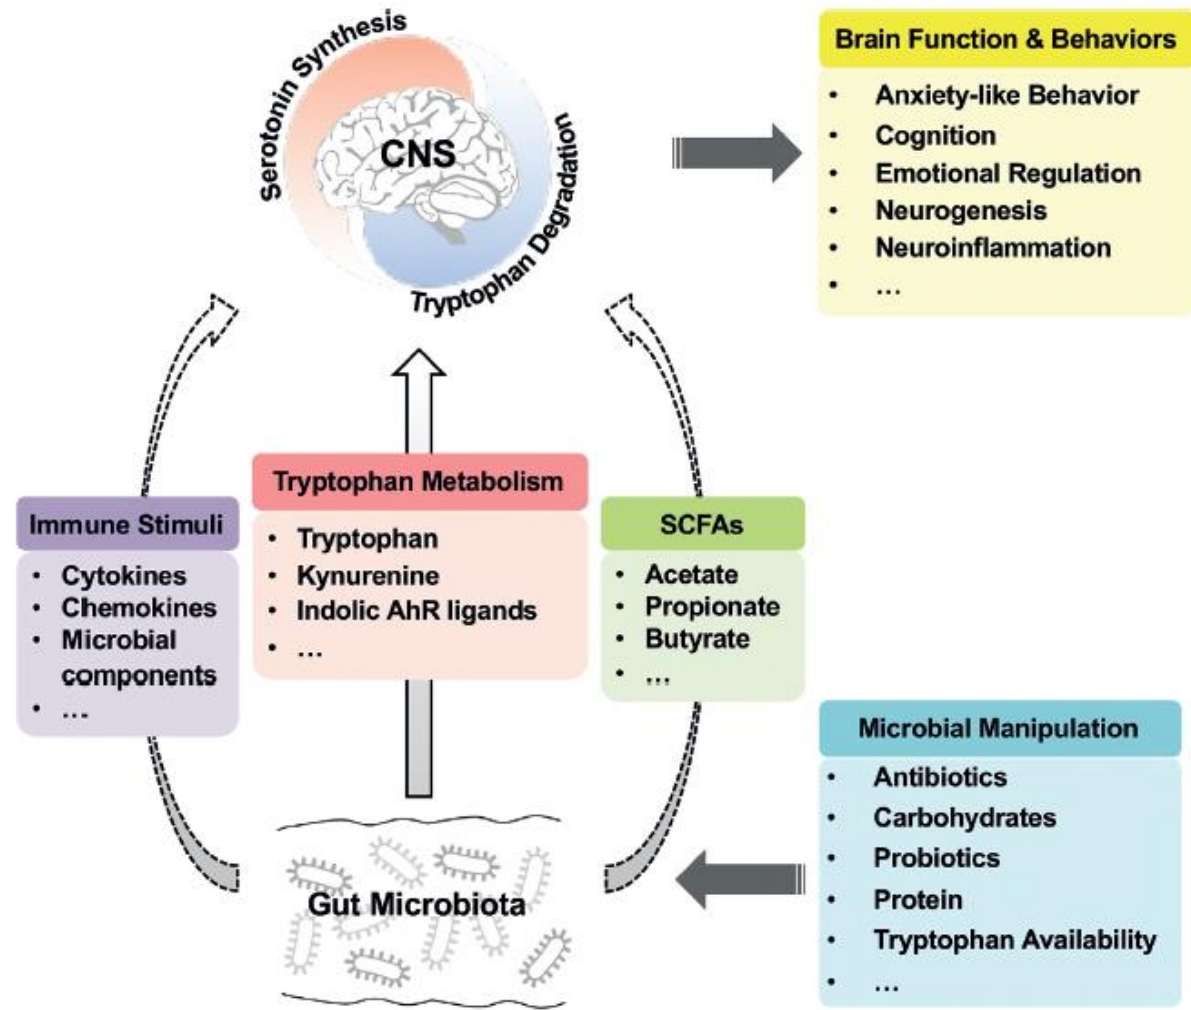 Serotonin Synthesis
CNS
Tryptophan Degradation
Brain Function & Behaviors
• Anxiety-like Behavior
• Cognition
• Emotional Regulation
• Neurogenesis
• Neuroinflammation
• ...
Immune Stimuli
• Cytokines
• Chemokines
• Microbial
components
• ...
Tryptophan Metabolism
• Tryptophan
• Kynurenine
• Indolic AhR ligands
• ...
SCFAs
• Acetate
• Propionate
• Butyrate
• ...
Gut Microbiota
Microbial Manipulation
• Antibiotics
• Carbohydrates
• Probiotics
• Protein
• Tryptophan Availability
• ...